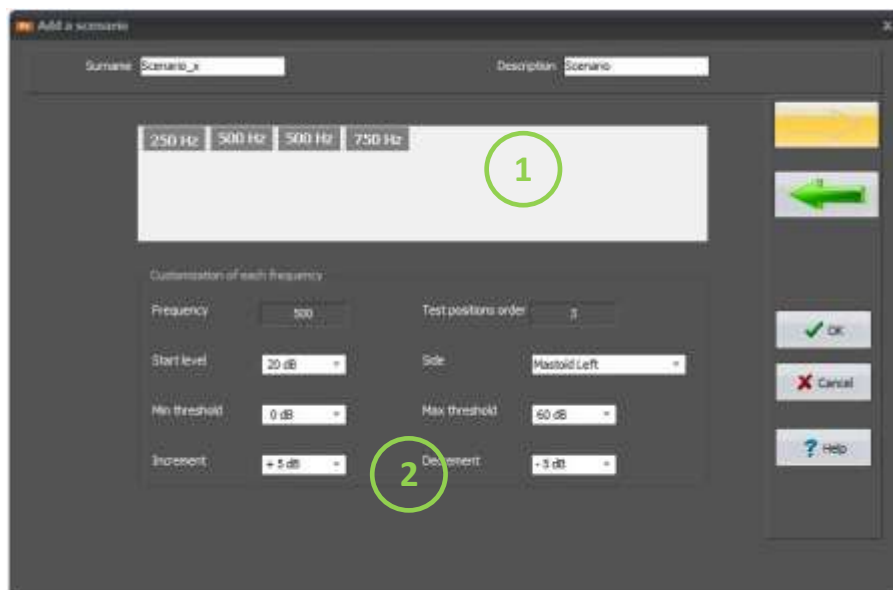 Add a scenario
Surname Scenario_x Description Scenario
250 Hz 500 Hz 500 Hz 750 Hz
1
Customization of each frequency
Frequency 500 Test positions order 3
Start level 20 dB Side Mastoid Left
Min threshold 0 dB Max threshold 60 dB
Increment + 5 dB 2 Decrement - 5 dB
OK
Cancel
? Help